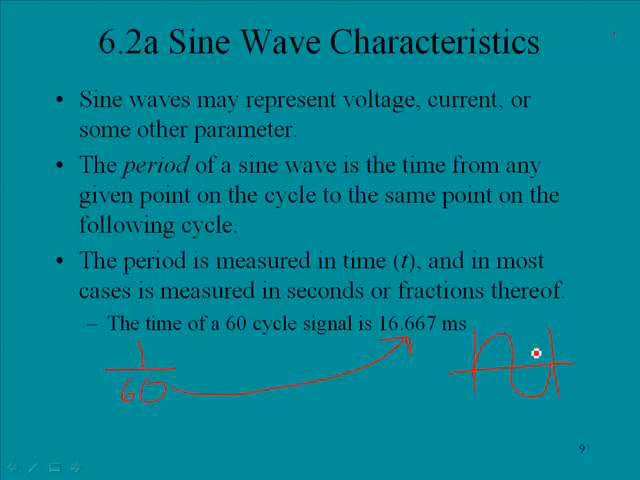 6.2a Sine Wave Characteristics
• Sine waves may represent voltage, current, or
some other parameter.
• The period of a sine wave is the time from any
given point on the cycle to the same point on the
following cycle.
• The period is measured in time (t), and in most
cases is measured in seconds or fractions thereof.
– The time of a 60 cycle signal is 16.667 ms
1
60
9